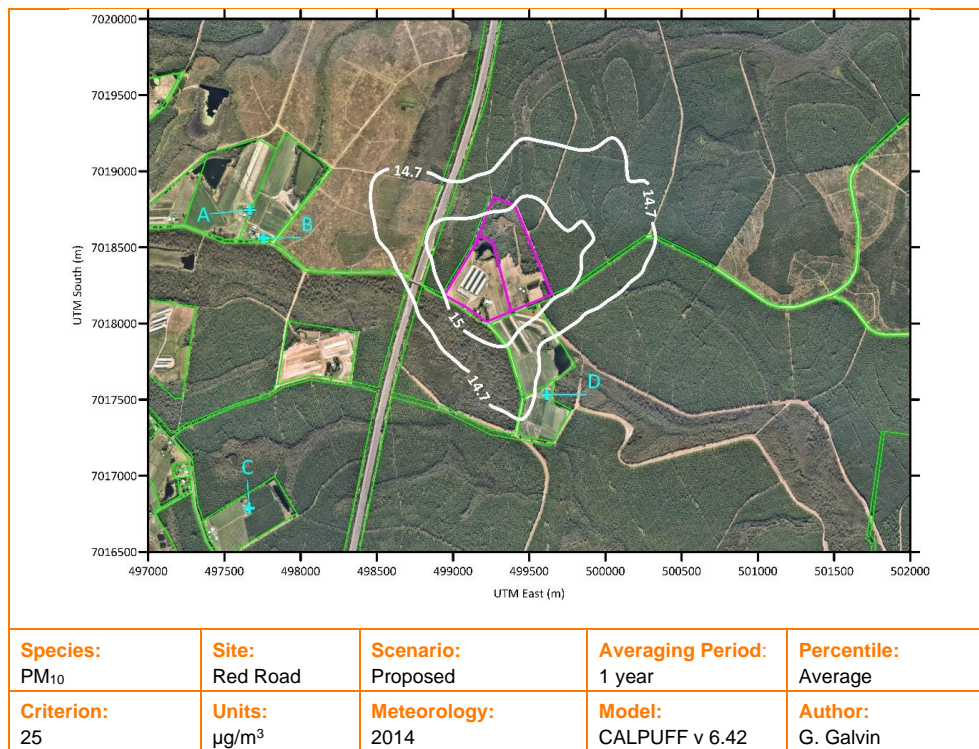 7020000
7019500
7019000
7018500
7018000
7017500
7017000
7016500
UTM South (m)
14.7
14.7
A
B
15
14.7
D
C
497000 497500 498000 498500 499000 499500 500000 500500 501000 501500 502000
UTM East (m)
Species: Site: Scenario: Averaging Period: Percentile:
PM₁₀ Red Road Proposed 1 year Average
Criterion: Units: Meteorology: Model: Author:
25 µg/m³ 2014 CALPUFF v 6.42 G. Galvin